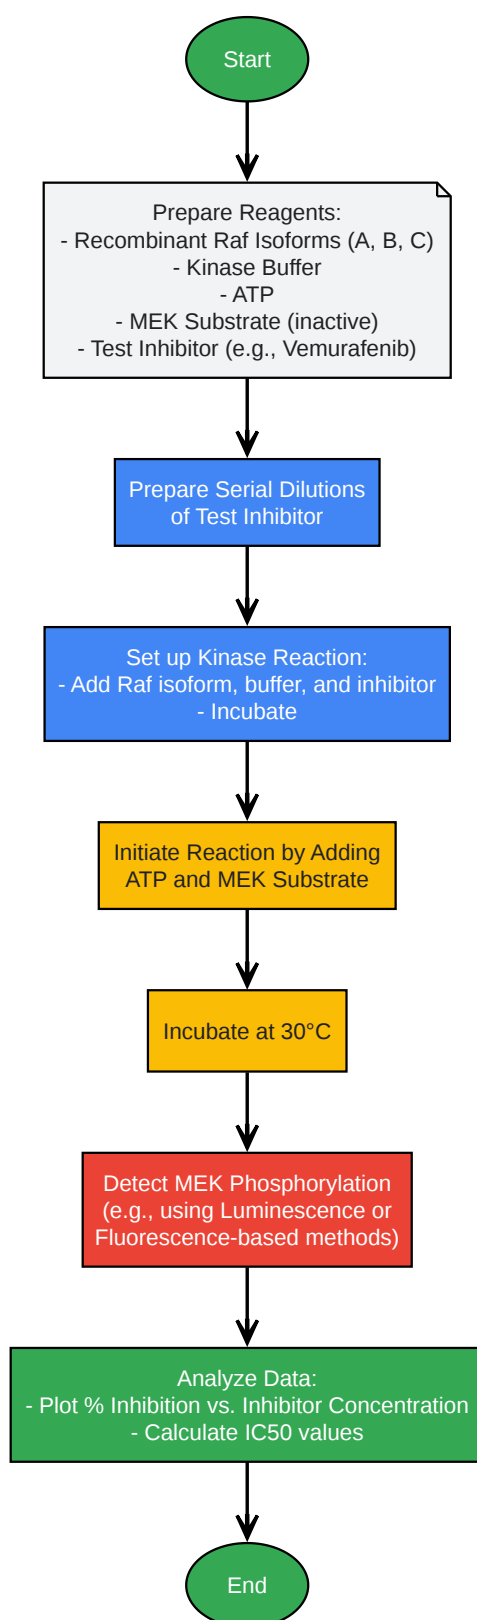 Start
Prepare Reagents:
- Recombinant Raf Isoforms (A, B, C)
- Kinase Buffer
- ATP
- MEK Substrate (inactive)
- Test Inhibitor (e.g., Vemurafenib)
Prepare Serial Dilutions
of Test Inhibitor
Set up Kinase Reaction:
- Add Raf isoform, buffer, and inhibitor
- Incubate
Initiate Reaction by Adding
ATP and MEK Substrate
Incubate at 30°C
Detect MEK Phosphorylation
(e.g., using Luminescence or
Fluorescence-based methods)
Analyze Data:
- Plot % Inhibition vs. Inhibitor Concentration
- Calculate IC50 values
End